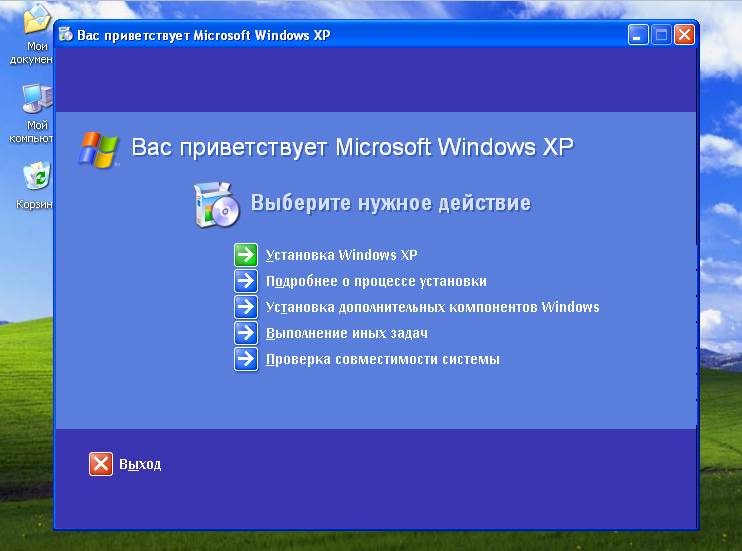 Мои
докумен
Мой
компьют
Корзин
Вас приветствует Microsoft Windows XP
Вас приветствует Microsoft Windows XP
Выберите нужное действие
Установка Windows XP
Подробнее о процессе установки
Установка дополнительных компонентов Windows
Выполнение иных задач
Проверка совместимости системы
Выход